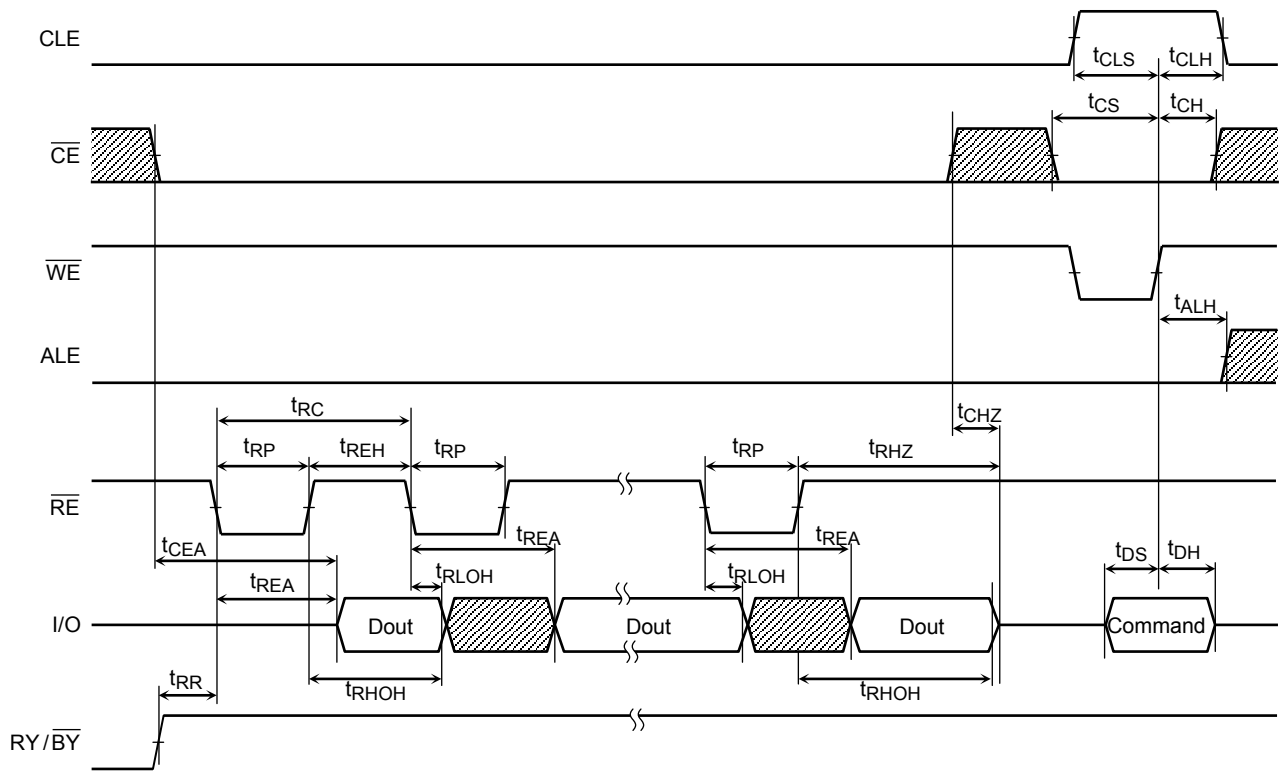 CLE
tCLS tCLH
tCS tCH
CE
WE
tALH
ALE
tRC
tCHZ
tRP tREH tRP tRP tRHZ
RE
tCEA tREA tREA
tREA tRLOH tRLOH tDS tDH
I/O Dout Dout Dout Command
tRR tRHOH tRHOH
RY/BY